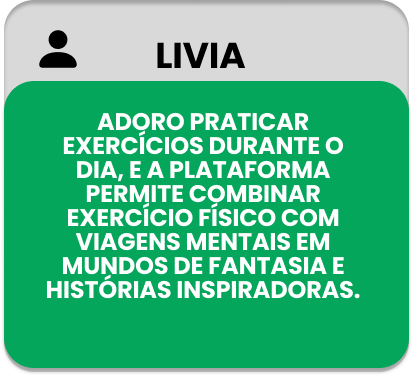 LIVIA
ADORO PRATICAR
EXERCÍCIOS DURANTE O
DIA, E A PLATAFORMA
PERMITE COMBINAR
EXERCÍCIO FÍSICO COM
VIAGENS MENTAIS EM
MUNDOS DE FANTASIA E
HISTÓRIAS INSPIRADORAS.